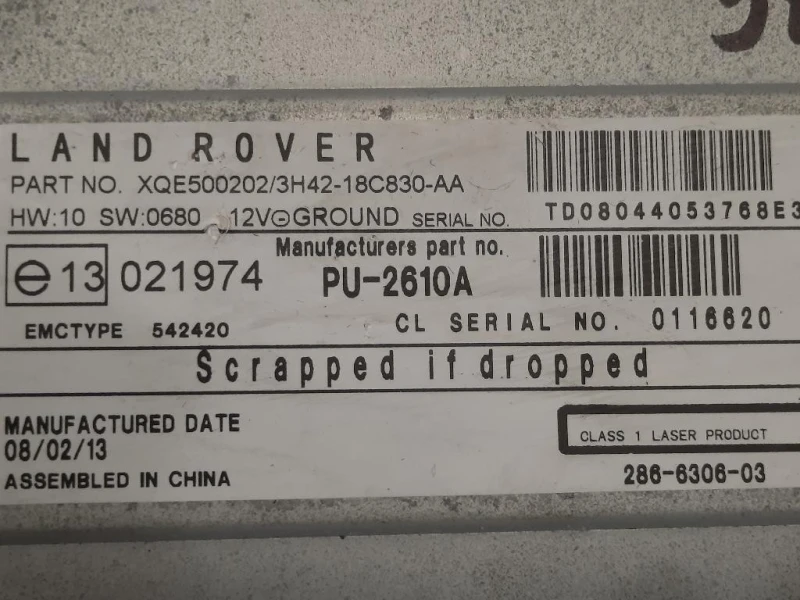 LAND ROVER
PART NO. XQE500202/3H42-18C830-AA
HW:10 SW:0680 12V⊝GROUND SERIAL NO. TD08044053768E3
e13 021974 Manufacturers part no.
PU-2610A
EMCTYPE 542420 CL SERIAL NO. 0116620
Scrapped if dropped
MANUFACTURED DATE
08/02/13
ASSEMBLED IN CHINA
CLASS 1 LASER PRODUCT
286-6306-03